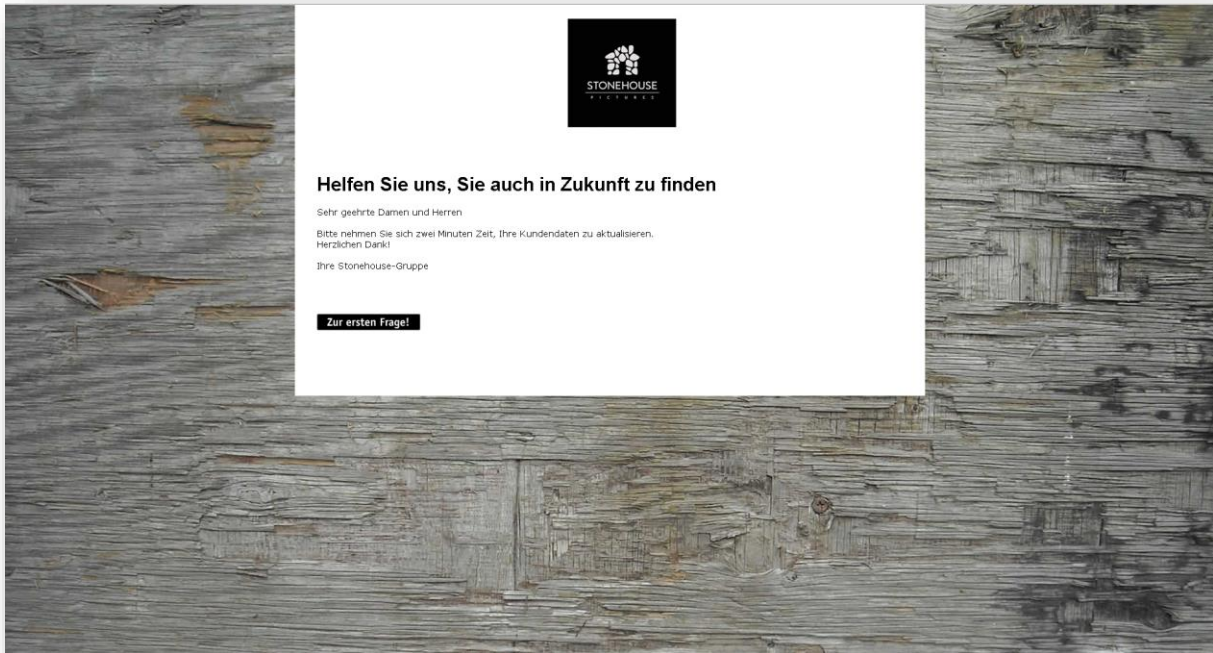 STONEHOUSE
PICTURES
Helfen Sie uns, Sie auch in Zukunft zu finden
Sehr geehrte Damen und Herren
Bitte nehmen Sie sich zwei Minuten Zeit, Ihre Kundendaten zu aktualisieren.
Herzlichen Dank!
Ihre Stonehouse-Gruppe
Zur ersten Frage!